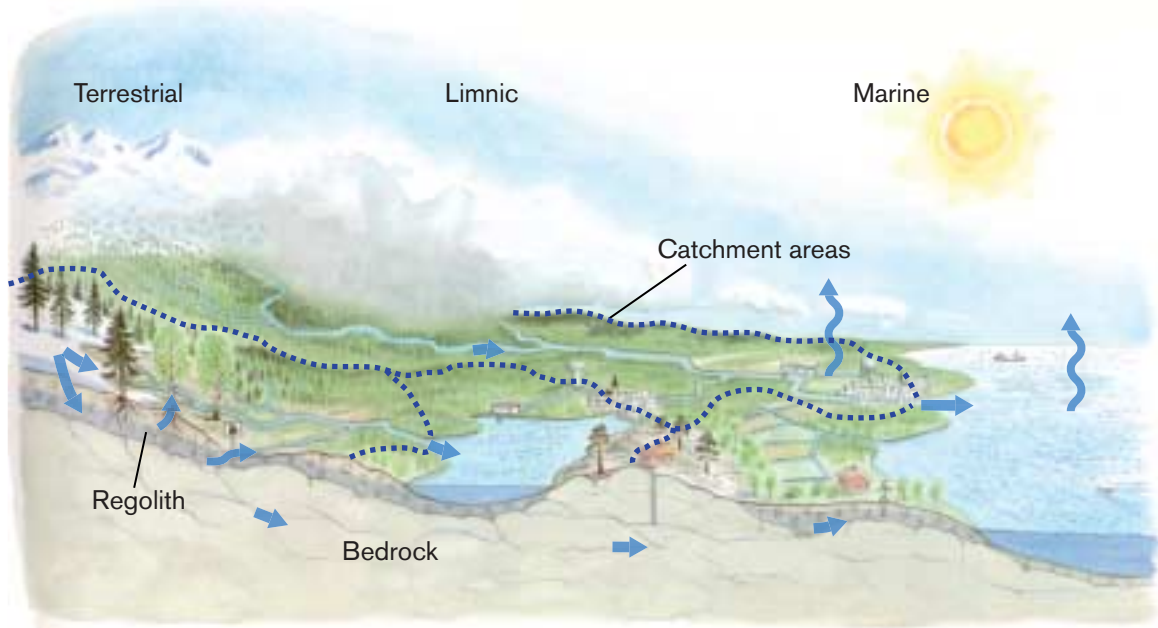 Terrestrial
Limnic
Marine
Catchment areas
Regolith
Bedrock